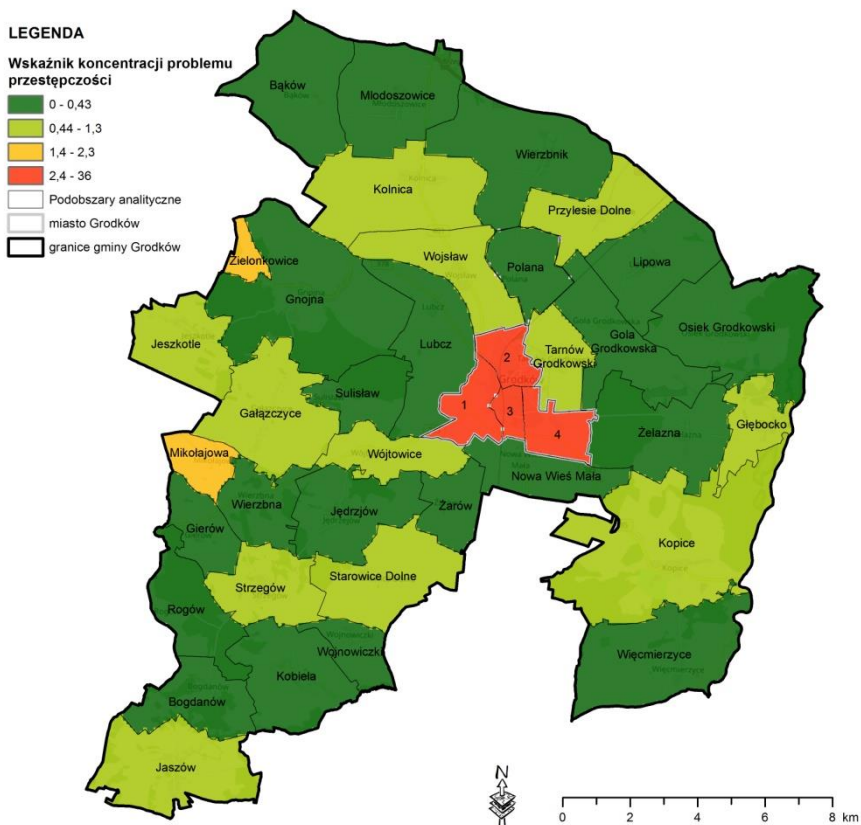 LEGENDA
Wskaźnik koncentracji problemu
przestępczości
0 - 0,43
0,44 - 1,3
1,4 - 2,3
2,4 - 36
Podobszary analityczne
miasto Grodków
granice gminy Grodków
Bąków
Młodoszowice
Wierzbnik
Kolnica
Przylesie Dolne
Zielonkowice
Wojsław
Polana
Lipowa
Gnojna
Jeszkotle
Lubcz
Gola
Grodkowska
Osiek Grodkowski
Tarnów
Grodkowski
2
Sulisław
Gałązczyce
1
3
4
Żelazna
Głębocko
Mikołajowa
Wójtowice
Nowa Wieś Mała
Wierzbna
Jędrzjów
Żarów
Gierów
Kopice
Strzegów
Starowice Dolne
Rogów
Wojnowiczki
Więcmierzyce
Kobiela
Bogdanów
Jaszów
N
0 2 4 6 8 km